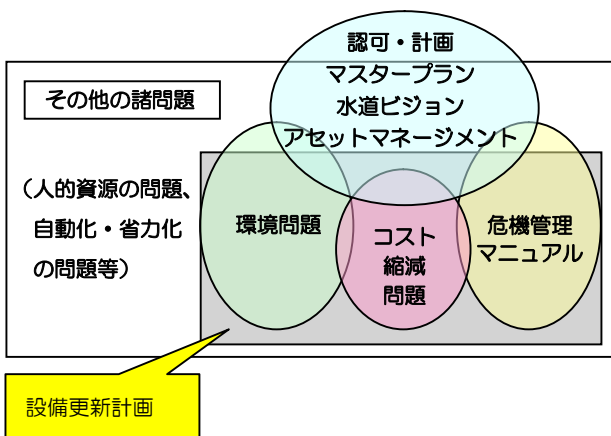 認可・計画
マスタープラン
水道ビジョン
アセットマネージメント
その他の諸問題
（人的資源の問題、
自動化・省力化
の問題等）
環境問題
コスト
縮減
問題
危機管理
マニュアル
設備更新計画